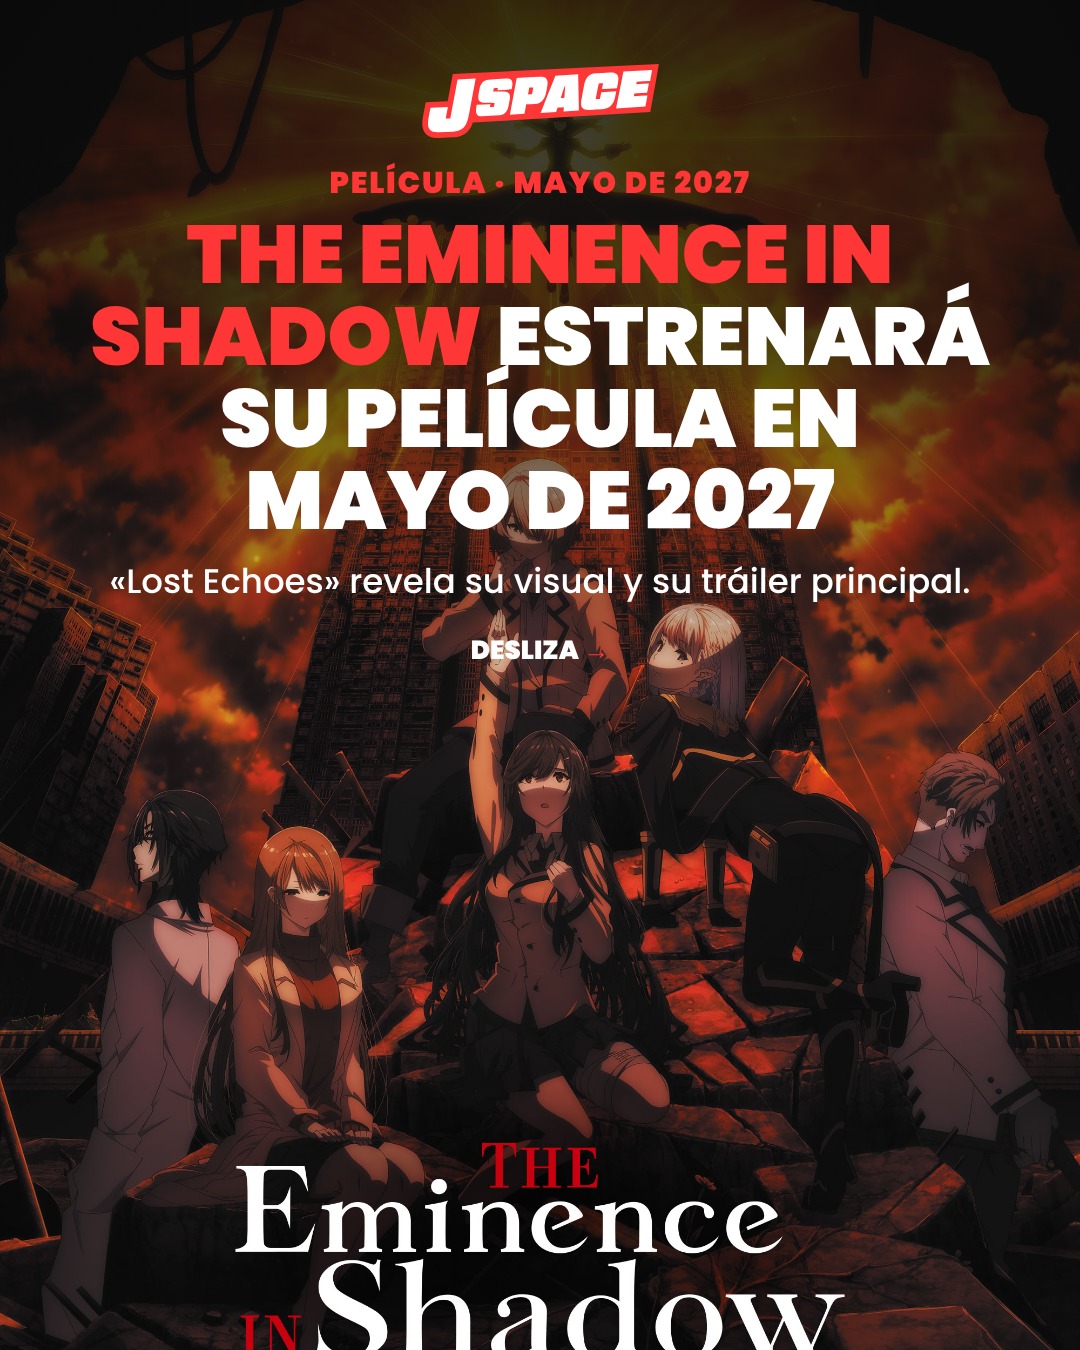 JSPACE
PELÍCULA · MAYO DE 2027
THE EMINENCE IN
SHADOW ESTRENARÁ
SU PELÍCULA EN
MAYO DE 2027
«Lost Echoes» revela su visual y su tráiler principal.
DESLIZA →
THE
Eminence
IN Shadow